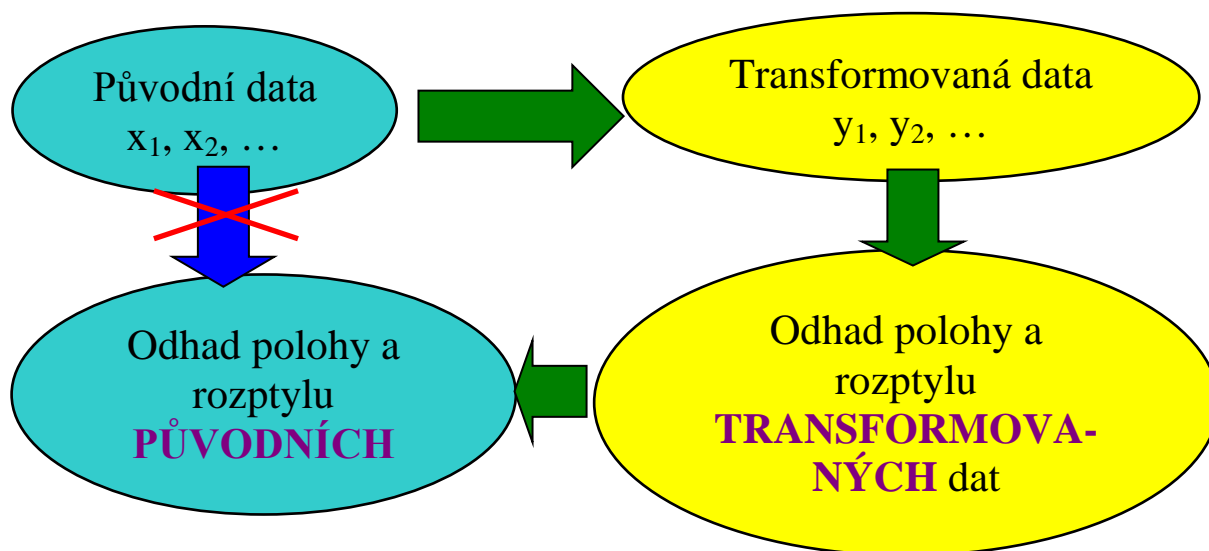 Původní data
x₁, x₂, …
Transformovaná data
y₁, y₂, …
Odhad polohy a
rozptylu
PŮVODNÍCH
Odhad polohy a
rozptylu
TRANSFORMOVA-
NÝCH dat